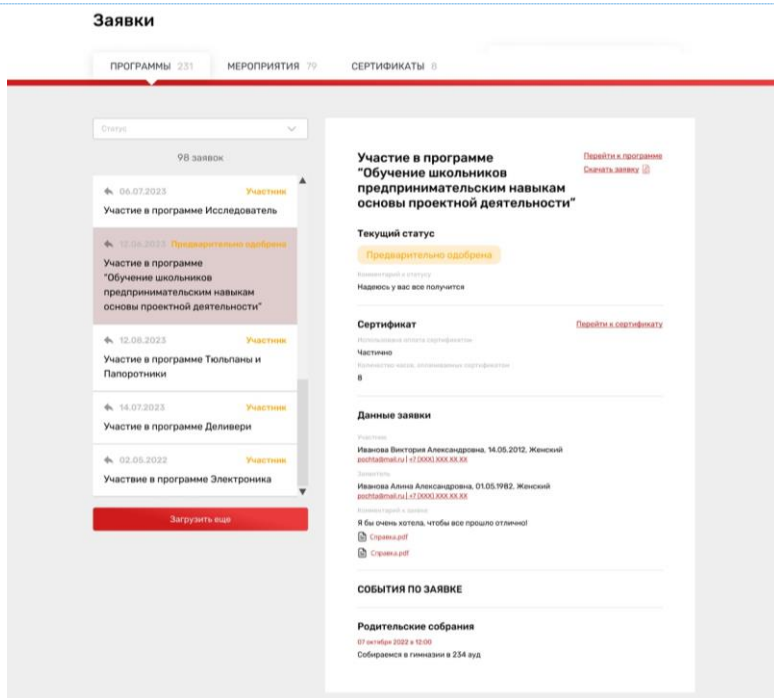 Заявки
ПРОГРАММЫ 231 МЕРОПРИЯТИЯ 79 СЕРТИФИКАТЫ 8
Статус
98 заявок
06.07.2023 Участник
Участие в программе Исследователь
12.06.2023 Предварительно одобрена
Участие в программе
"Обучение школьников
предпринимательским навыкам
основы проектной деятельности"
12.08.2023 Участник
Участие в программе Тюльпаны и
Папоротники
14.07.2023 Участник
Участие в программе Деливери
02.05.2022 Участник
Участвие в программе Электроника
Загрузить еще
Участие в программе
"Обучение школьников
предпринимательским навыкам
основы проектной деятельности"
Перейти к программе
Скачать заявку
Текущий статус
Предварительно одобрена
Комментарий к статусу
Надеюсь у вас все получится
Сертификат
Перейти к сертификату
Использована оплата сертификатом
Частично
Количество часов, оплачиваемых сертификатом
8
Данные заявки
Участник
Иванова Виктория Александровна, 14.05.2012, Женский
pochta@mail.ru | +7 (XXX) XXX XX XX
Заявитель
Иванова Алина Александровна, 01.05.1982, Женский
pochta@mail.ru | +7 (XXX) XXX XX XX
Комментарий к заявке
Я бы очень хотела, чтобы все прошло отлично!
Справка.pdf
Справка.pdf
СОБЫТИЯ ПО ЗАЯВКЕ
Родительские собрания
07 октября 2022 в 12:00
Собираемся в гимназии в 234 ауд